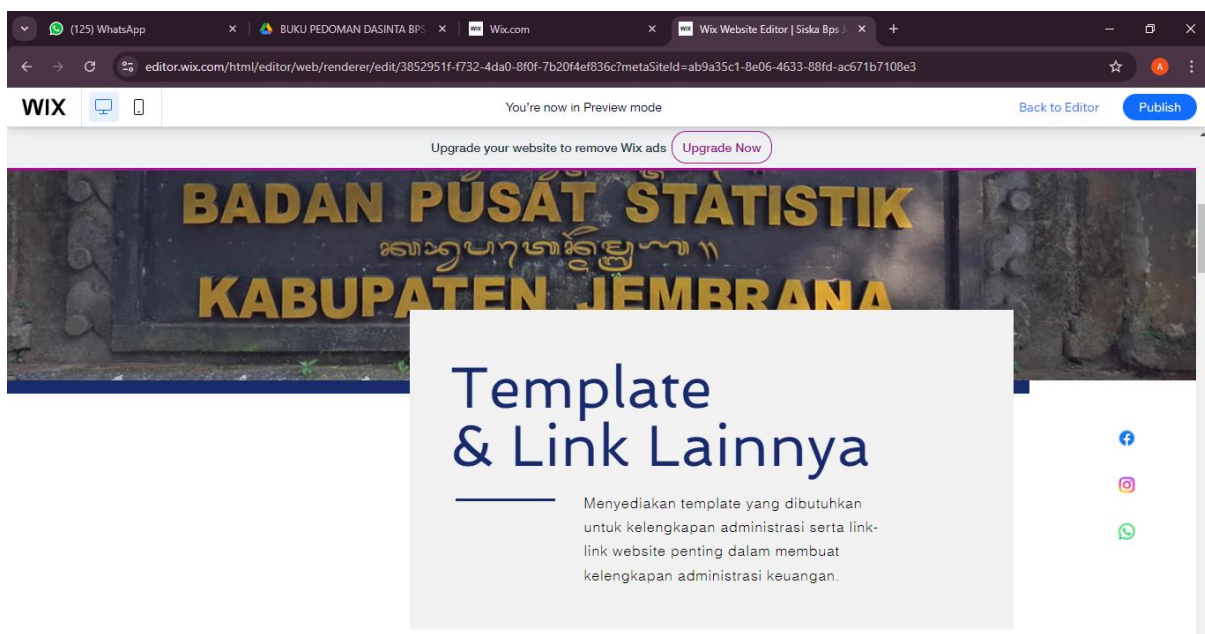 (125) WhatsApp
BUKU PEDOMAN DASINTA BPS
Wix.com
Wix Website Editor | Siska Bps J
editor.wix.com/html/editor/web/renderer/edit/3852951f-f732-4da0-8f0f-7b20f4ef836c?metaSiteId=ab9a35c1-8e06-4633-88fd-ac671b7108e3
A
WIX
You're now in Preview mode
Back to Editor
Publish
Upgrade your website to remove Wix ads
Upgrade Now
BADAN PUSAT STATISTIK
KABUPATEN JEMBRANA
Template
& Link Lainnya
Menyediakan template yang dibutuhkan
untuk kelengkapan administrasi serta link-
link website penting dalam membuat
kelengkapan administrasi keuangan.